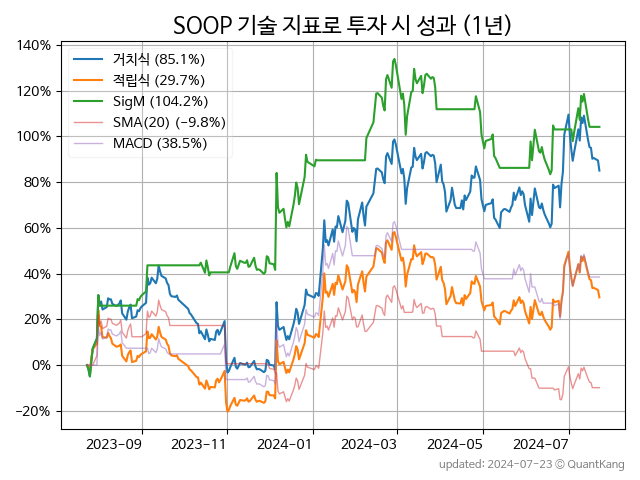 SOOP 기술 지표로 투자 시 성과 (1년)
140%
120%
100%
80%
60%
40%
20%
0%
−20%
거치식 (85.1%)
적립식 (29.7%)
SigM (104.2%)
SMA(20) (-9.8%)
MACD (38.5%)
2023-09
2023-11
2024-01
2024-03
2024-05
2024-07
updated: 2024-07-23 © QuantKang